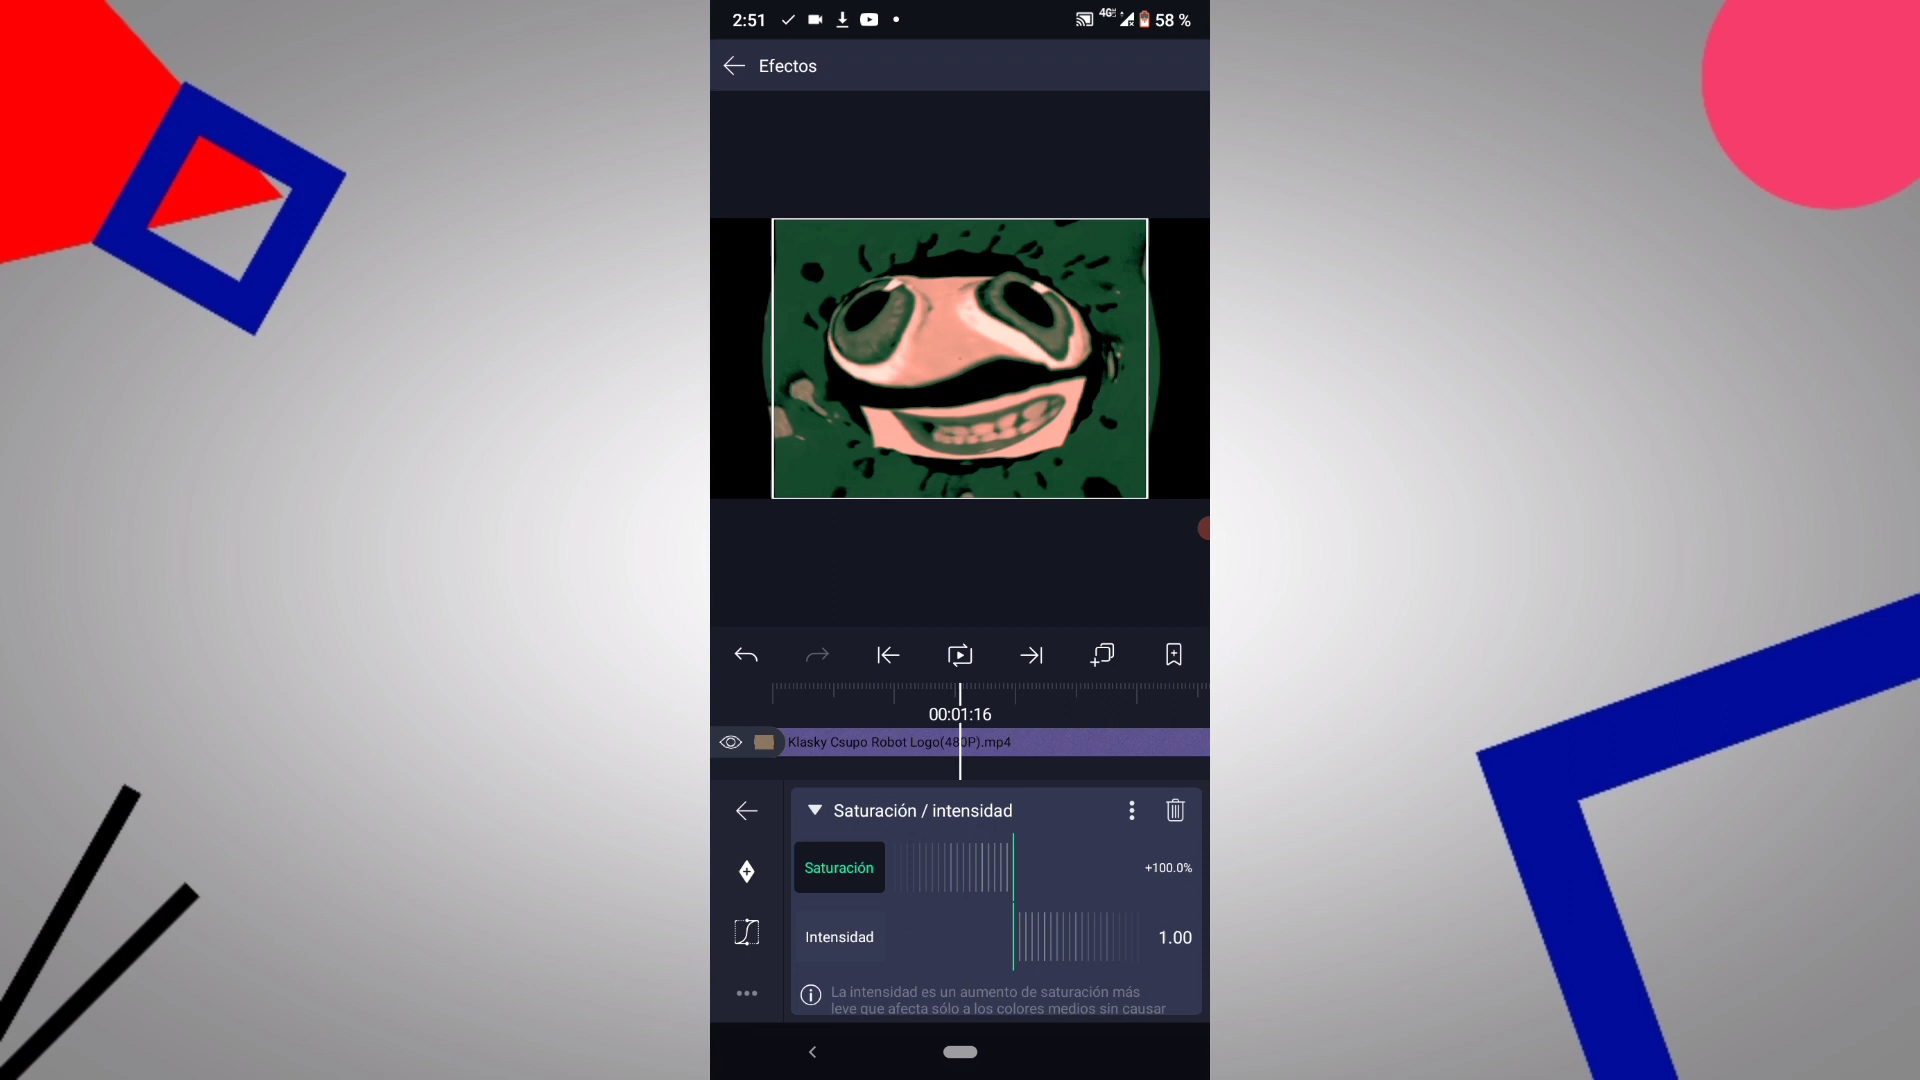 2:51
4G
58 %
Efectos
00:01:16
Klasky Csupo Robot Logo(480P).mp4
Saturación / intensidad
Saturación
+100.0%
Intensidad
1.00
La intensidad es un aumento de saturación más
leve que afecta sólo a los colores medios sin causar